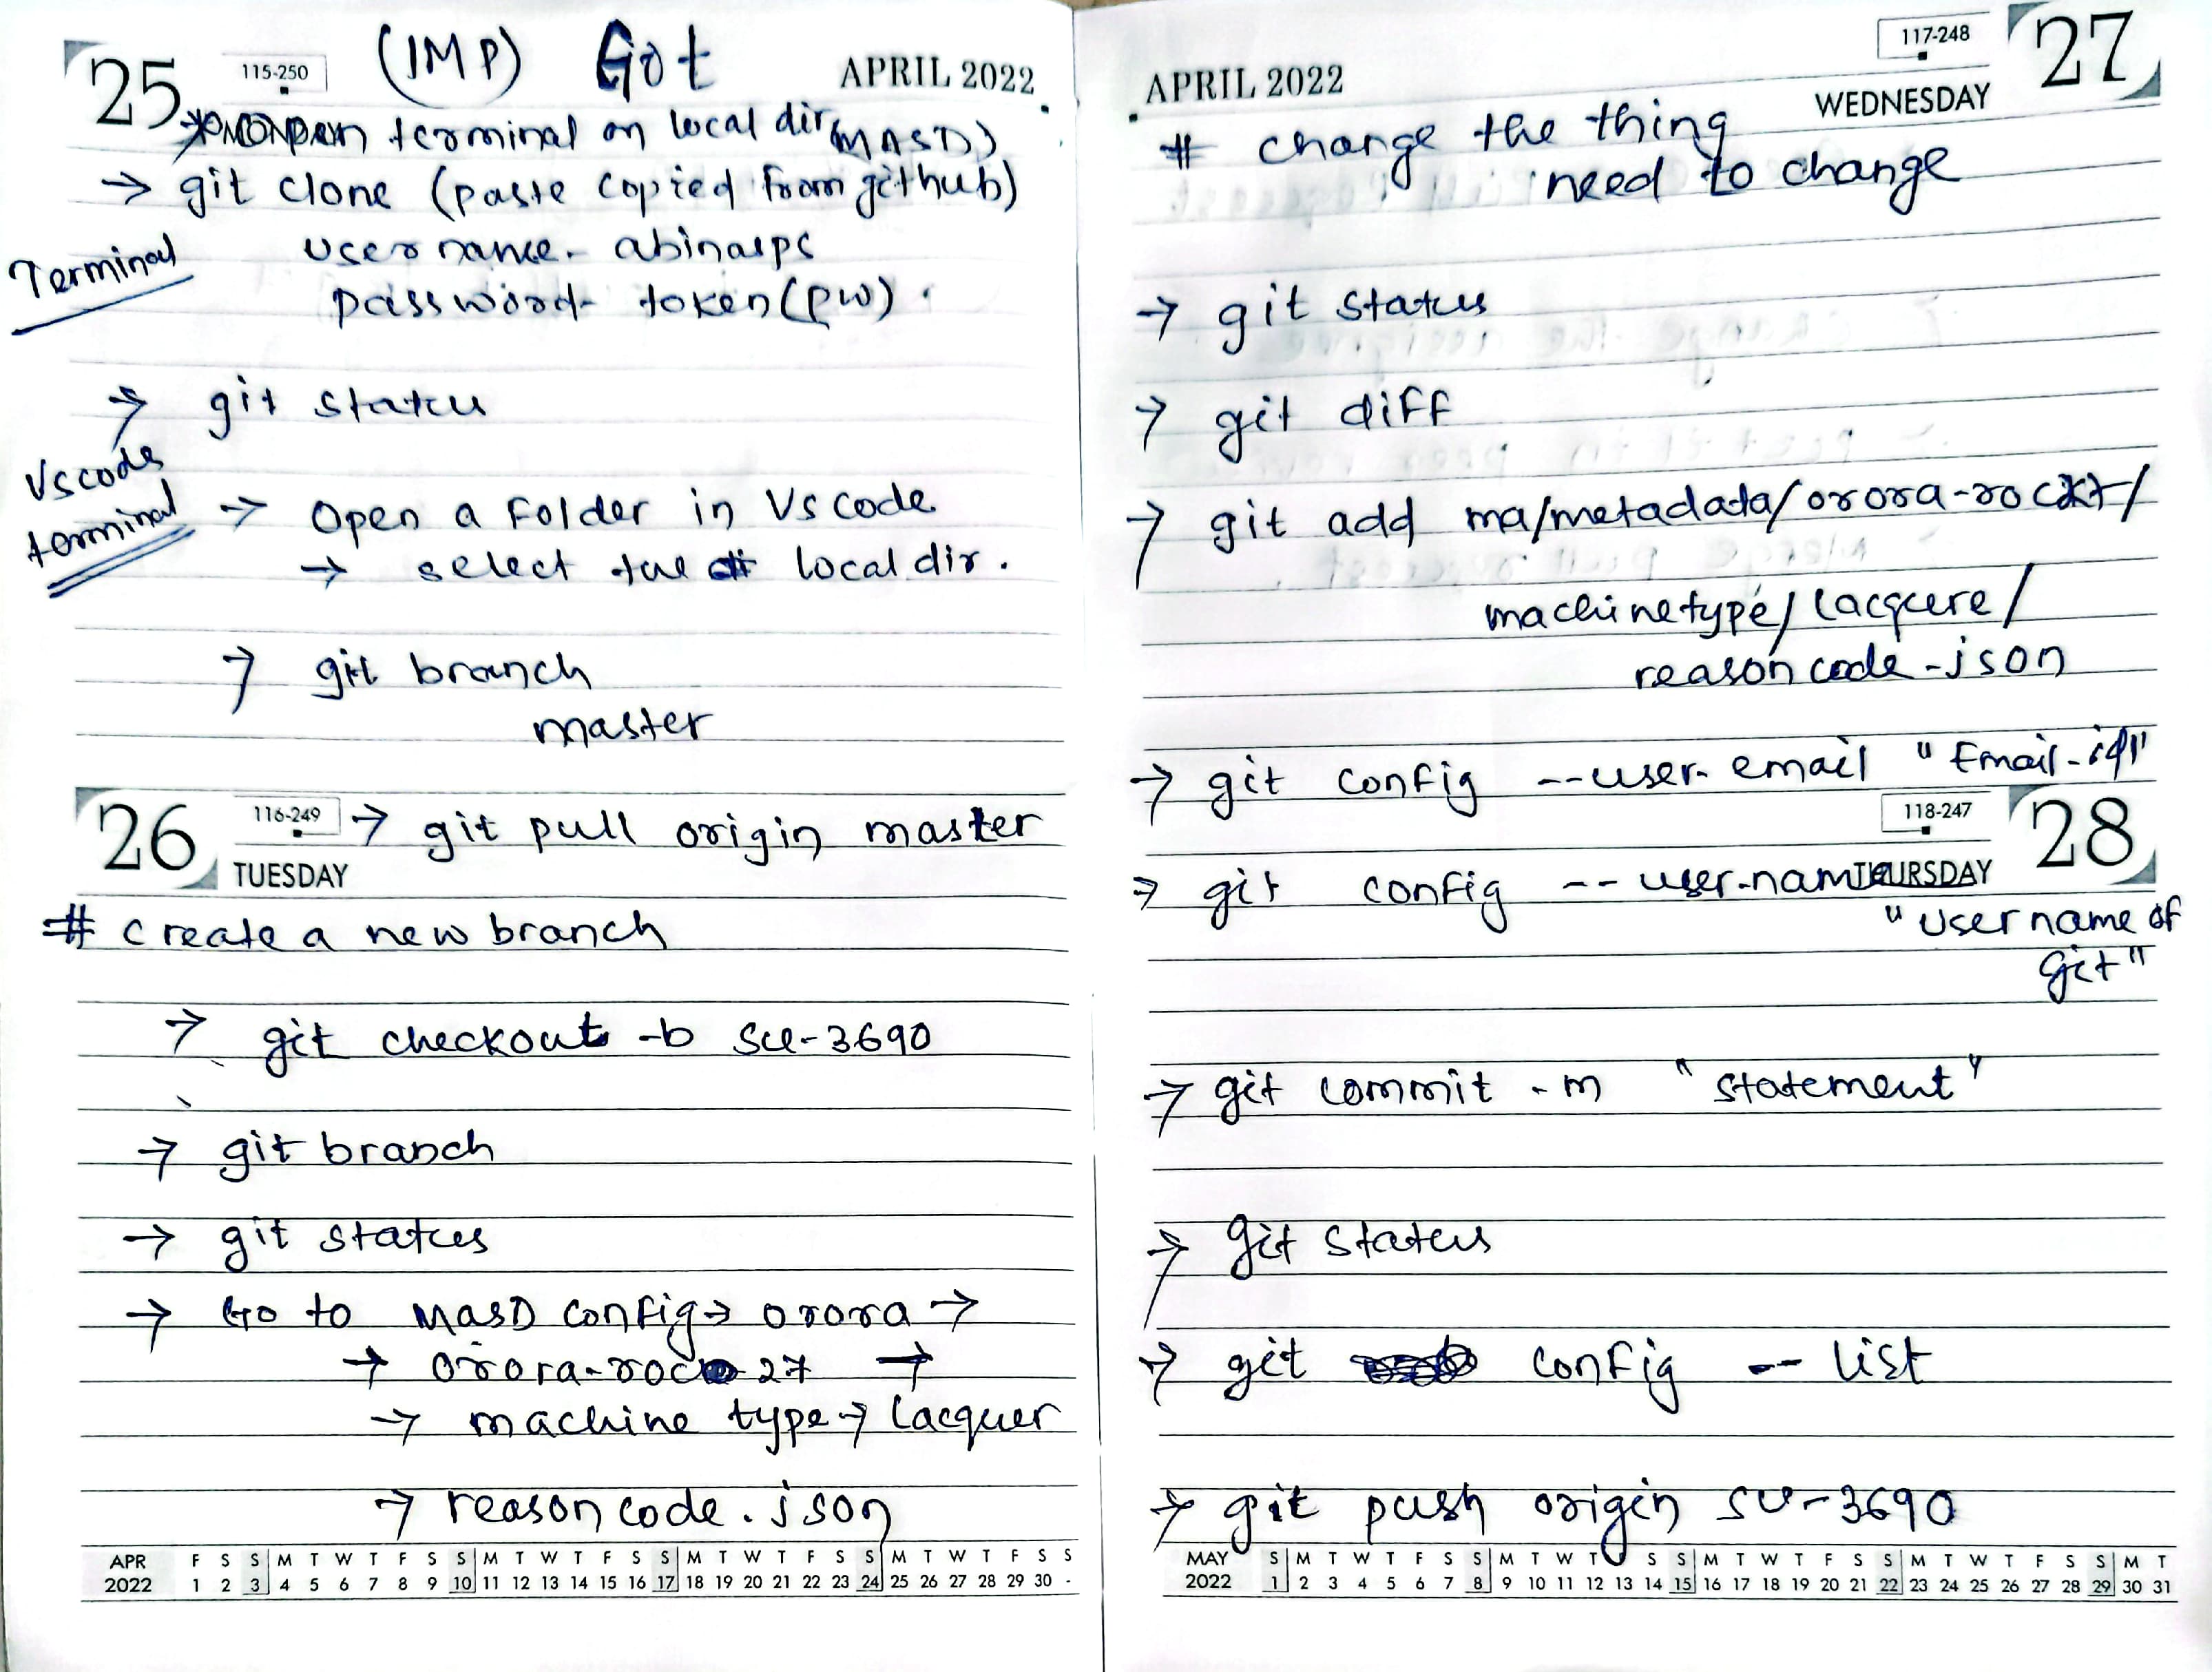 25
115-250
(IMP) Got
APRIL 2022
terminal on local dir (MASD)
→ git clone (paste copied from github)
Terminal
user name - abinasps
password - token (pw).
→ git status
Vscode
terminal
→ Open a Folder in Vs code
→ select the local dir.
→ git branch
master
26
116-249
TUESDAY
→ git pull origin master
# create a new branch
→ git checkout -b su-3690
→ git branch
→ git status
→ Go to MasD config → orora →
→ orora-roc 27 →
→ machine type → Lacquer
→ reason code.json
APR F S S M T W T F S S M T W T F S S M T W T F S S M T W T F S S
2022 1 2 3 4 5 6 7 8 9 10 11 12 13 14 15 16 17 18 19 20 21 22 23 24 25 26 27 28 29 30 -
APRIL 2022
117-248
27
WEDNESDAY
# change the thing
need to change
→ git status
→ git diff
→ git add ma/metadata/orora-
machinetype/lacquere/
reason code-json
→ git config --user. email "Email-id"
118-247
28
THURSDAY
→ git config --user-name
"user name of
git"
→ git commit -m "statement"
→ git status
→ git config -- list
→ git push origin su-3690
MAY S M T W T F S S M T W T S S M T W T F S S M T W T F S S M T
2022 1 2 3 4 5 6 7 8 9 10 11 12 13 14 15 16 17 18 19 20 21 22 23 24 25 26 27 28 29 30 31